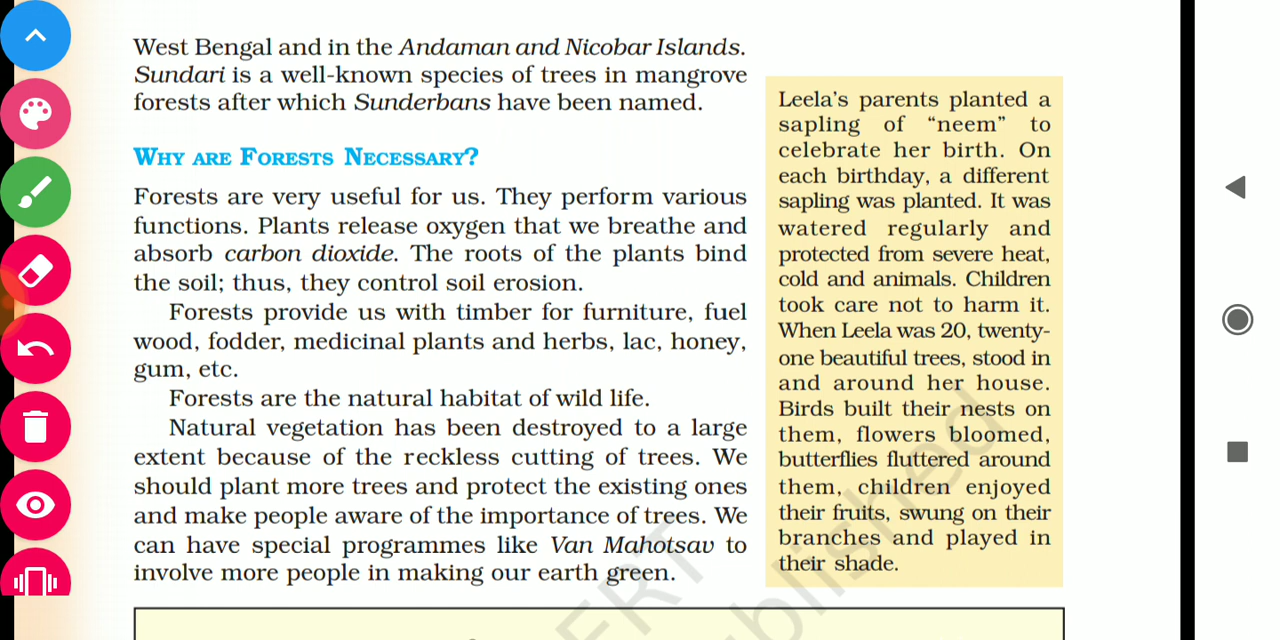 West Bengal and in the Andaman and Nicobar Islands.
Sundari is a well-known species of trees in mangrove
forests after which Sunderbans have been named.
WHY ARE FORESTS NECESSARY?
Forests are very useful for us. They perform various
functions. Plants release oxygen that we breathe and
absorb carbon dioxide. The roots of the plants bind
the soil; thus, they control soil erosion.
Forests provide us with timber for furniture, fuel
wood, fodder, medicinal plants and herbs, lac, honey,
gum, etc.
Forests are the natural habitat of wild life.
Natural vegetation has been destroyed to a large
extent because of the reckless cutting of trees. We
should plant more trees and protect the existing ones
and make people aware of the importance of trees. We
can have special programmes like Van Mahotsav to
involve more people in making our earth green.
Leela's parents planted a
sapling of “neem” to
celebrate her birth. On
each birthday, a different
sapling was planted. It was
watered regularly and
protected from severe heat,
cold and animals. Children
took care not to harm it.
When Leela was 20, twenty-
one beautiful trees, stood in
and around her house.
Birds built their nests on
them, flowers bloomed,
butterflies fluttered around
them, children enjoyed
their fruits, swung on their
branches and played in
their shade.